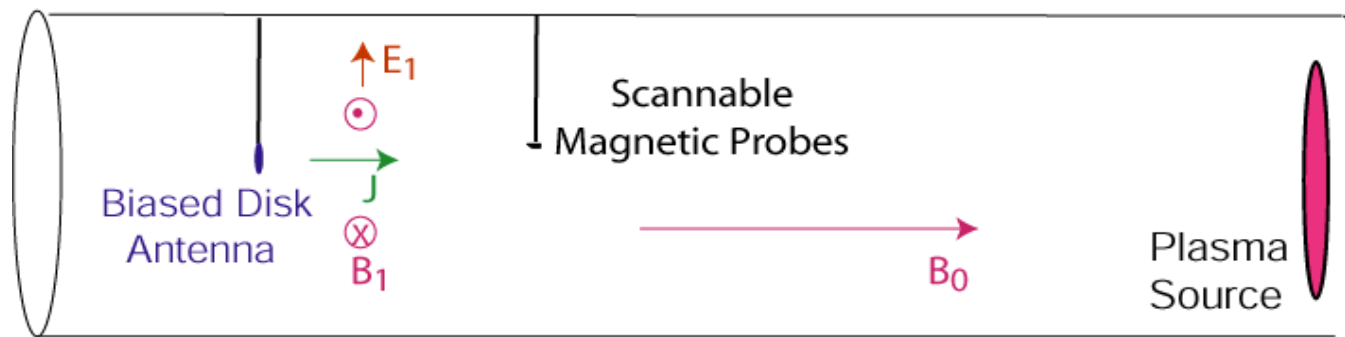 E1
Scannable
Magnetic Probes
J
Biased Disk
Antenna
X
B1
B0
Plasma
Source